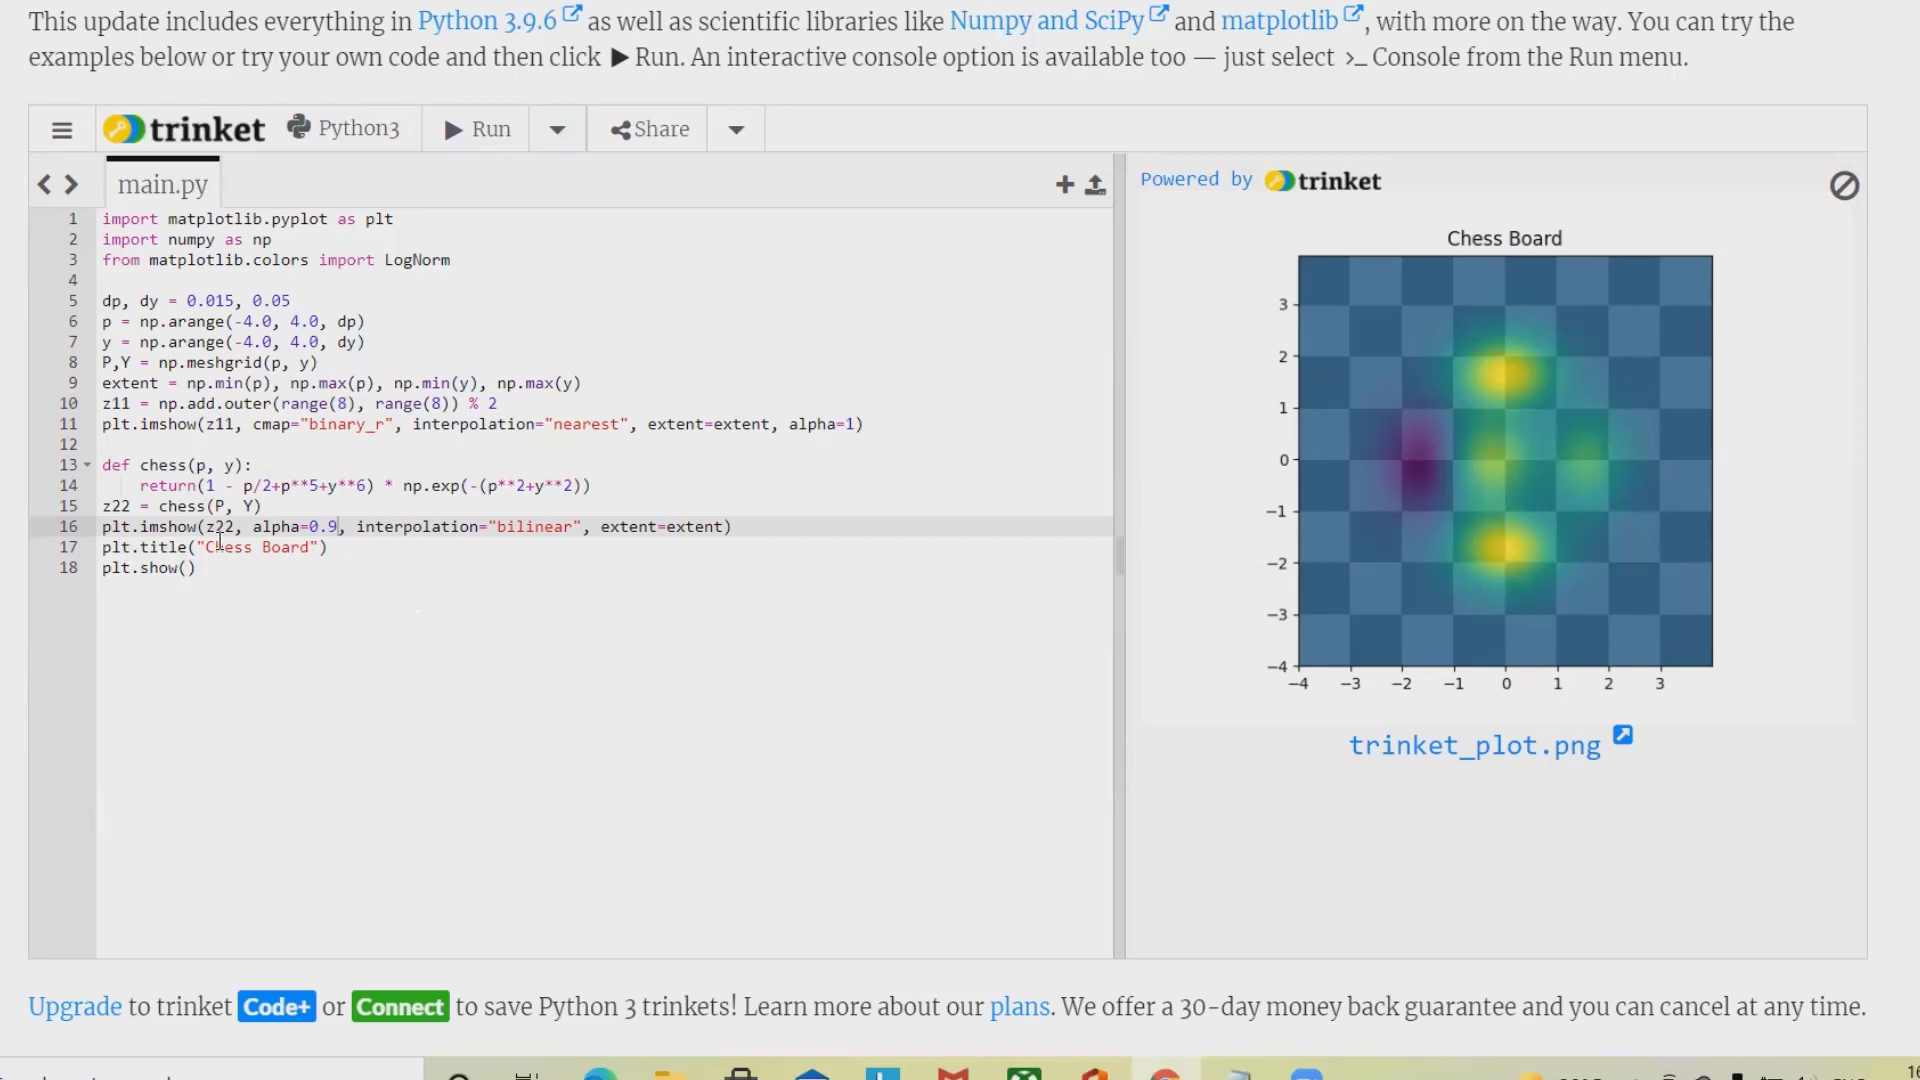 This update includes everything in Python 3.9.6 as well as scientific libraries like Numpy and SciPy and matplotlib, with more on the way. You can try the
examples below or try your own code and then click ▶ Run. An interactive console option is available too — just select >_ Console from the Run menu.
trinket Python3 Run Share
main.py
Powered by trinket
1 import matplotlib.pyplot as plt
2 import numpy as np
3 from matplotlib.colors import LogNorm
4
5 dp, dy = 0.015, 0.05
6 p = np.arange(-4.0, 4.0, dp)
7 y = np.arange(-4.0, 4.0, dy)
8 P,Y = np.meshgrid(p, y)
9 extent = np.min(p), np.max(p), np.min(y), np.max(y)
10 z11 = np.add.outer(range(8), range(8)) % 2
11 plt.imshow(z11, cmap="binary_r", interpolation="nearest", extent=extent, alpha=1)
12
13 def chess(p, y):
14 return(1 - p/2+p**5+y**6) * np.exp(-(p**2+y**2))
15 z22 = chess(P, Y)
16 plt.imshow(z22, alpha=0.9, interpolation="bilinear", extent=extent)
17 plt.title("Chess Board")
18 plt.show()
Chess Board
3
2
1
0
−1
−2
−3
−4
−4 −3 −2 −1 0 1 2 3
trinket_plot.png
Upgrade to trinket Code+ or Connect to save Python 3 trinkets! Learn more about our plans. We offer a 30-day money back guarantee and you can cancel at any time.